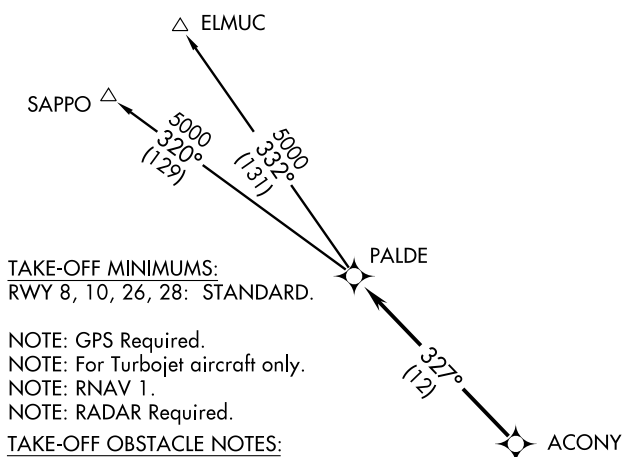 ELMUC
SAPPO
5000
320°
(129)
5000
332°
(131)
PALDE
TAKE-OFF MINIMUMS:
RWY 8, 10, 26, 28: STANDARD.
NOTE: GPS Required.
NOTE: For Turbojet aircraft only.
NOTE: RNAV 1.
NOTE: RADAR Required.
327°
(12)
TAKE-OFF OBSTACLE NOTES:
ACONY